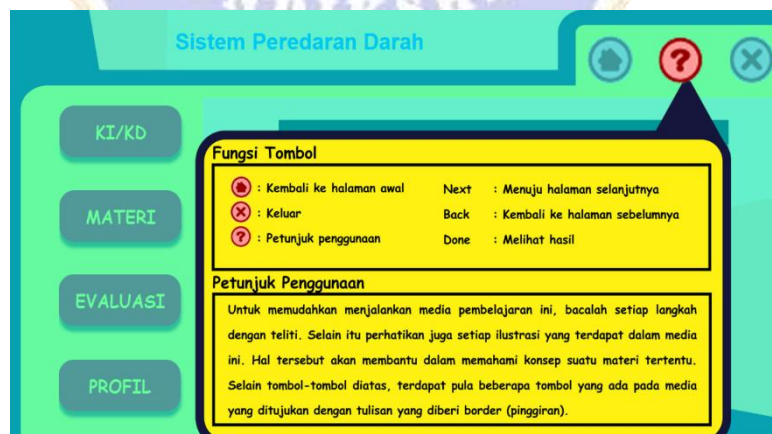 Sistem Peredaran Darah
?
KI/KD
MATERI
EVALUASI
PROFIL
Fungsi Tombol
: Kembali ke halaman awal Next : Menuju halaman selanjutnya
: Keluar Back : Kembali ke halaman sebelumnya
? : Petunjuk penggunaan Done : Melihat hasil
Petunjuk Penggunaan
Untuk memudahkan menjalankan media pembelajaran ini, bacalah setiap langkah
dengan teliti. Selain itu perhatikan juga setiap ilustrasi yang terdapat dalam media
ini. Hal tersebut akan membantu dalam memahami konsep suatu materi tertentu.
Selain tombol-tombol diatas, terdapat pula beberapa tombol yang ada pada media
yang ditujukan dengan tulisan yang diberi border (pinggiran).